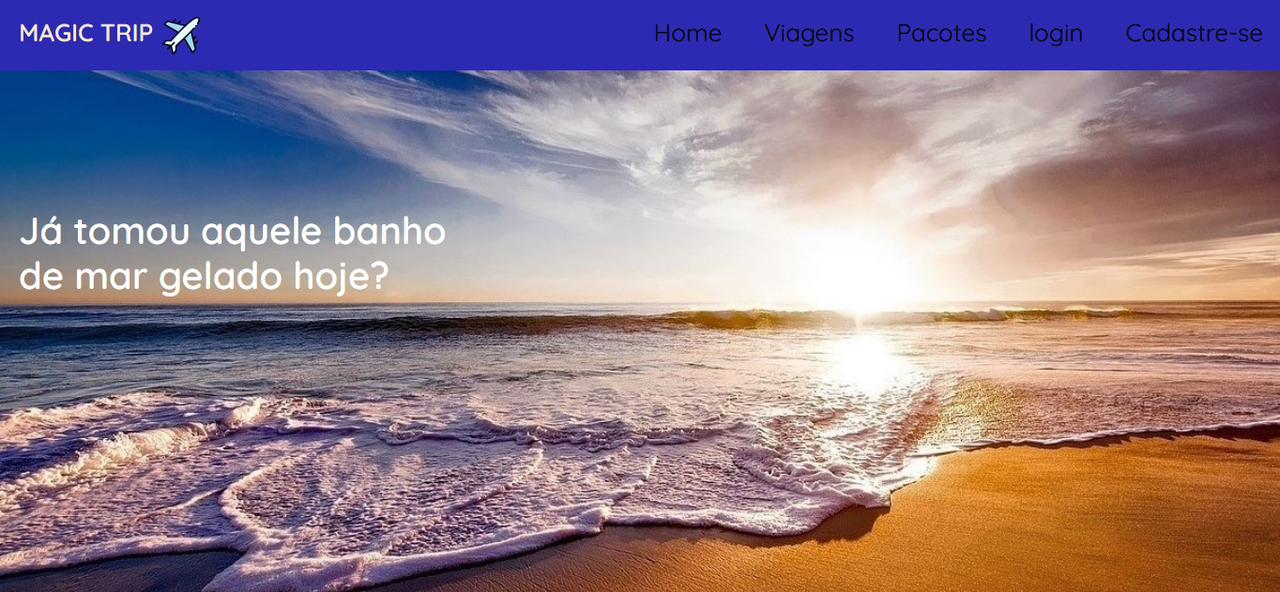 MAGIC TRIP
Home Viagens Pacotes login Cadastre-se
Já tomou aquele banho
de mar gelado hoje?